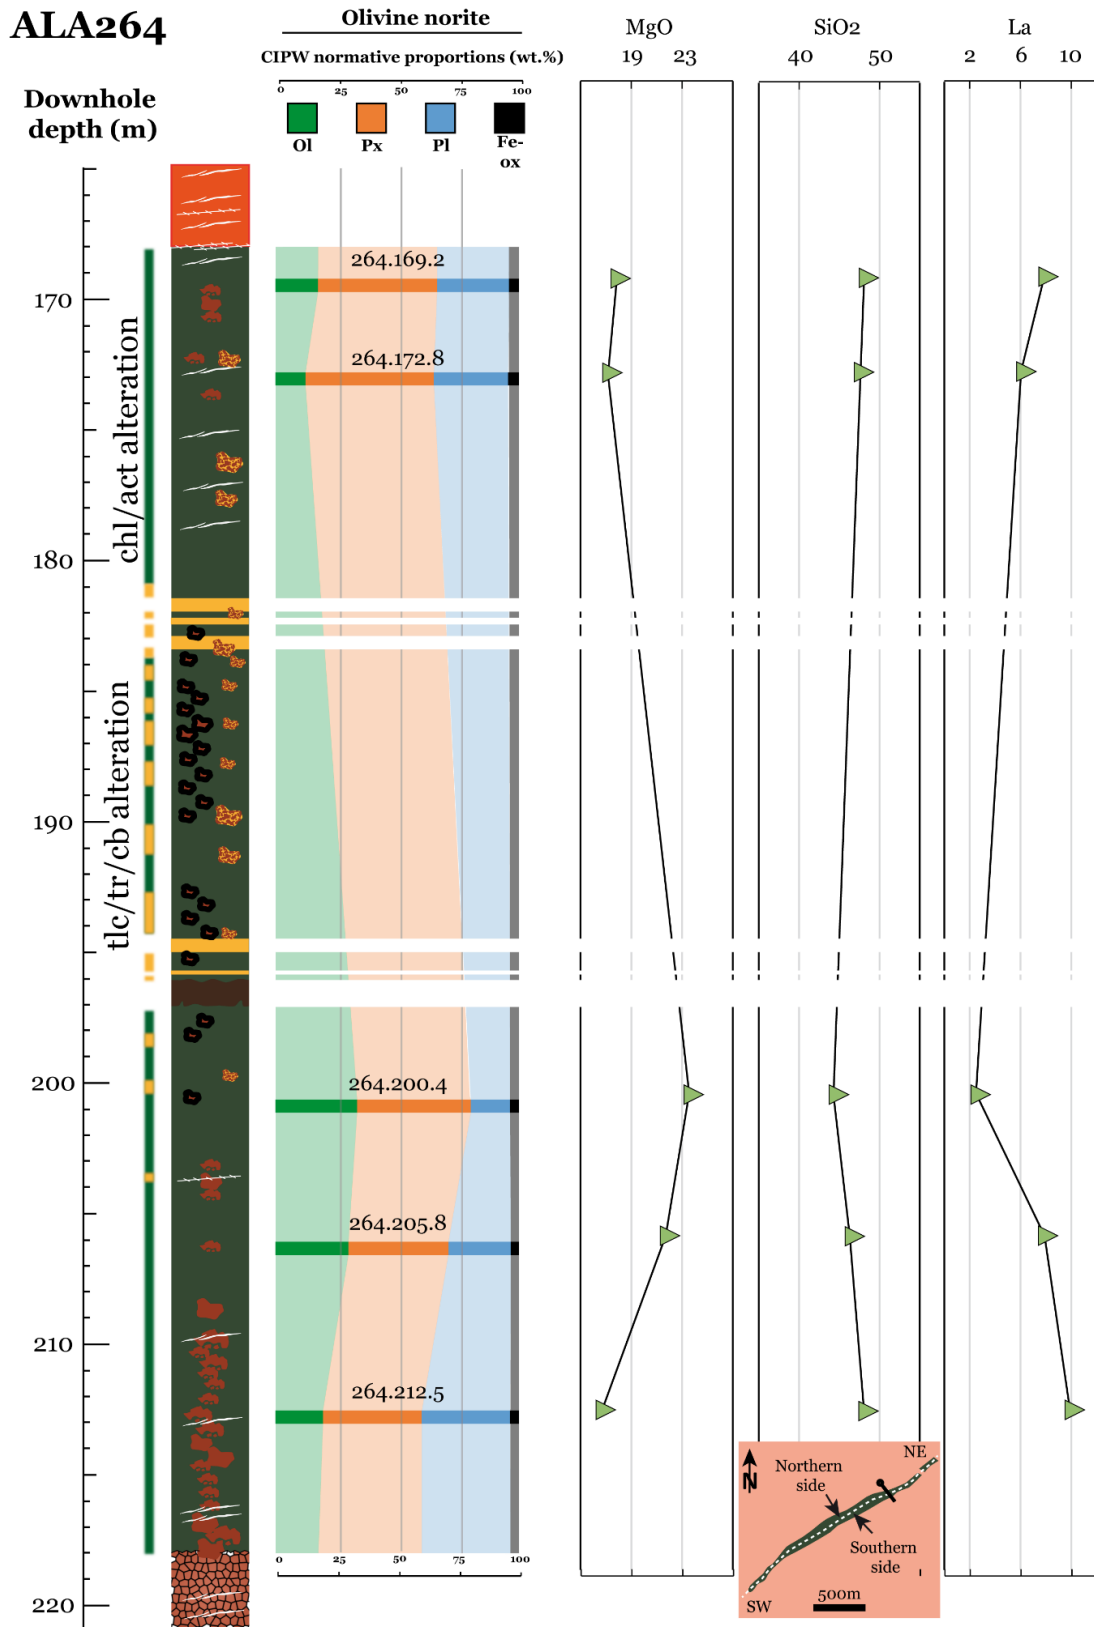 ALA264
Olivine norite
CIPW normative proportions (wt.%)
0 25 50 75 100
Ol Px Pl Fe-
ox
MgO
19 23
SiO2
40 50
La
2 6 10
Downhole
depth (m)
170
180
190
200
210
220
chl/act alteration
tlc/tr/cb alteration
264.169.2
264.172.8
264.200.4
264.205.8
264.212.5
0 25 50 75 100
N
NE
Northern
side
Southern
side
SW
500m